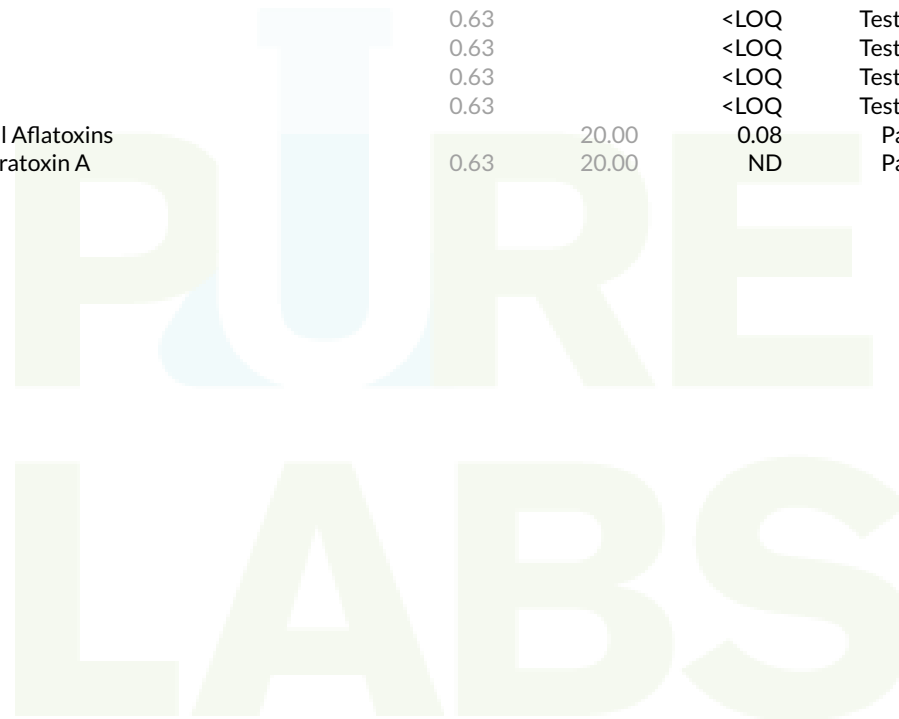 0.63 <LOQ Test
0.63 <LOQ Test
0.63 <LOQ Test
0.63 <LOQ Test
l Aflatoxins 20.00 0.08 Pa
ratoxin A 0.63 20.00 ND Pa
PURE
LABS